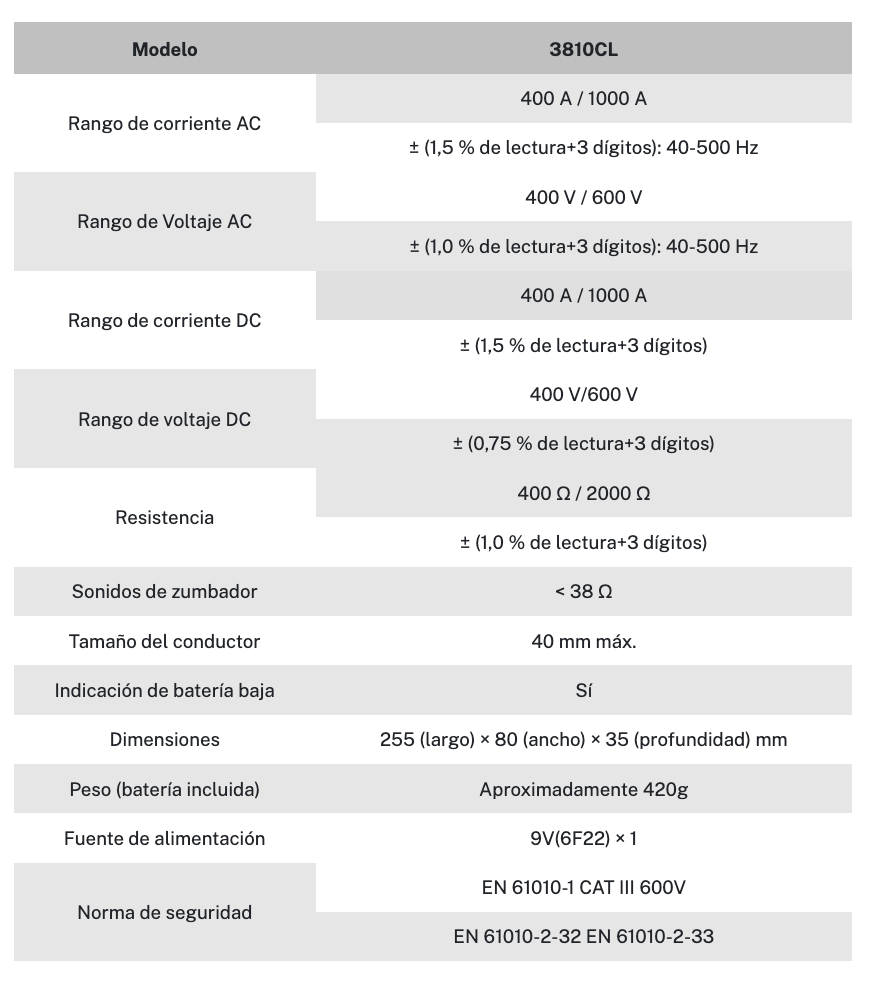 Modelo 3810CL
Rango de corriente AC
400 A / 1000 A
± (1,5 % de lectura+3 dígitos): 40-500 Hz
Rango de Voltaje AC
400 V / 600 V
± (1,0 % de lectura+3 dígitos): 40-500 Hz
Rango de corriente DC
400 A / 1000 A
± (1,5 % de lectura+3 dígitos)
Rango de voltaje DC
400 V/600 V
± (0,75 % de lectura+3 dígitos)
Resistencia
400 Ω / 2000 Ω
± (1,0 % de lectura+3 dígitos)
Sonidos de zumbador < 38 Ω
Tamaño del conductor 40 mm máx.
Indicación de batería baja Sí
Dimensiones 255 (largo) × 80 (ancho) × 35 (profundidad) mm
Peso (batería incluida) Aproximadamente 420g
Fuente de alimentación 9V(6F22) × 1
Norma de seguridad
EN 61010-1 CAT III 600V
EN 61010-2-32 EN 61010-2-33